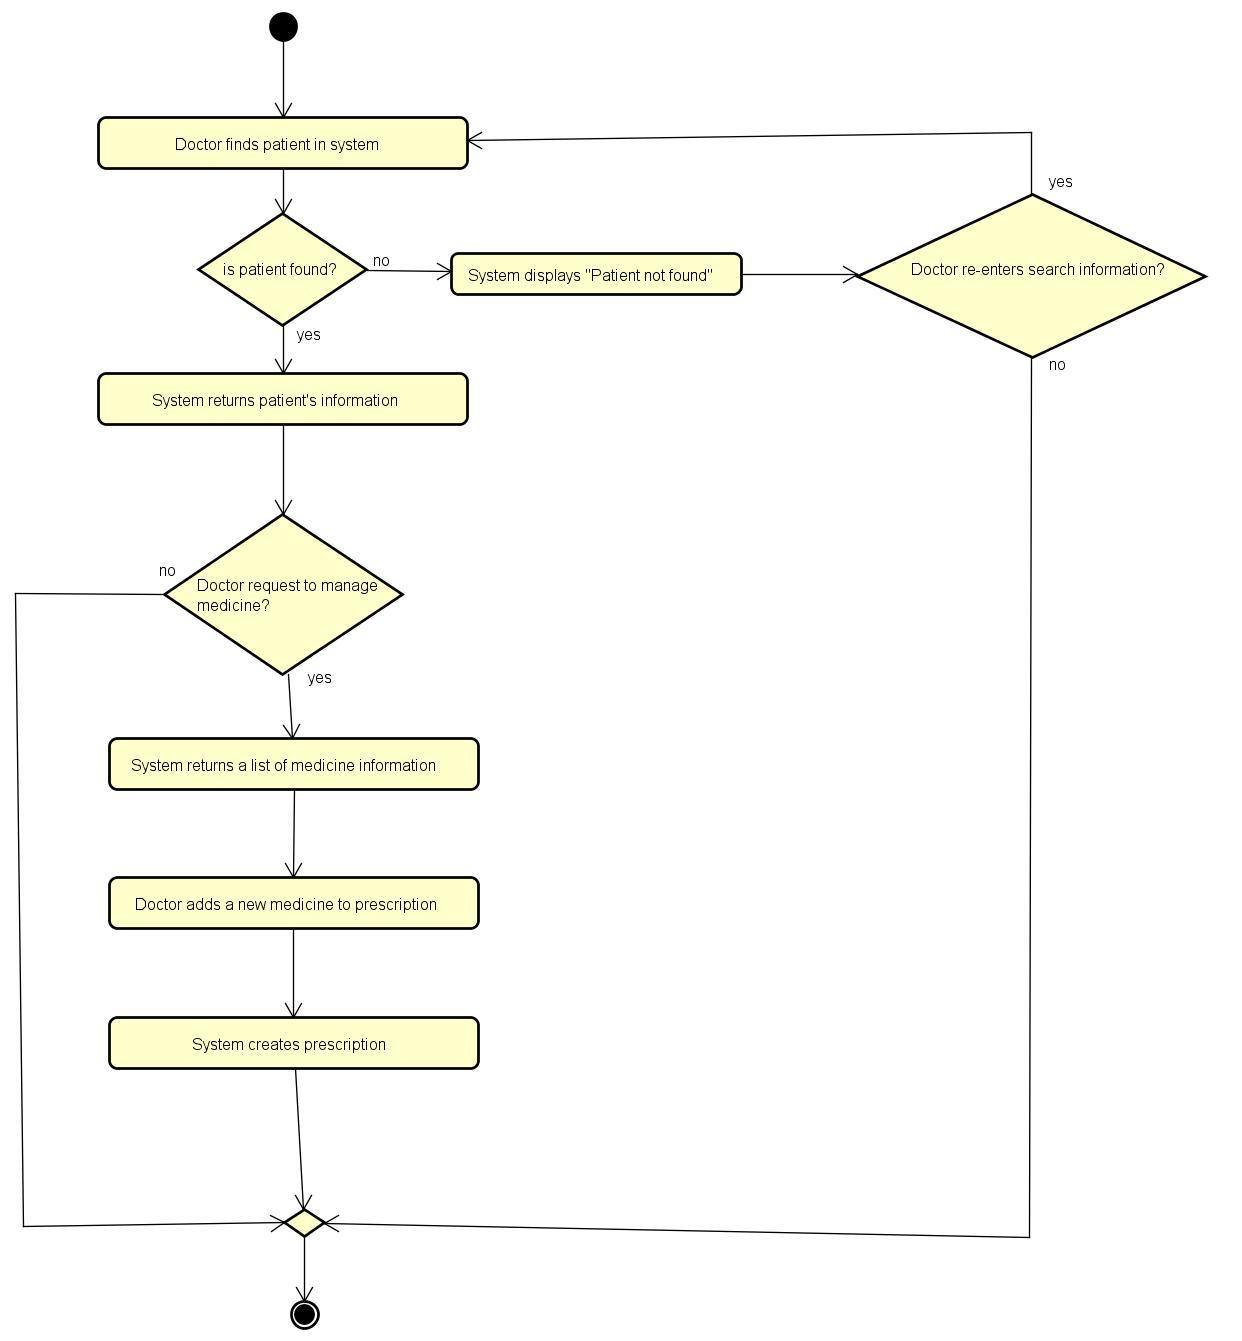 Doctor finds patient in system
yes
is patient found?
no
System displays "Patient not found"
Doctor re-enters search information?
yes
no
System returns patient's information
no
Doctor request to manage
medicine?
yes
System returns a list of medicine information
Doctor adds a new medicine to prescription
System creates prescription